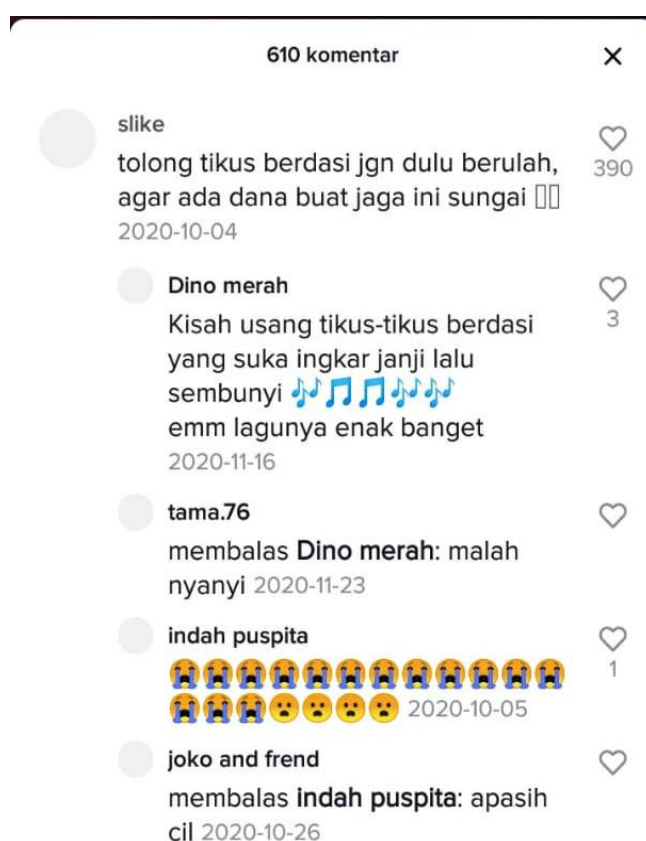 610 komentar
slike
tolong tikus berdasi jgn dulu berulah,
390
agar ada dana buat jaga ini sungai
2020-10-04
Dino merah
Kisah usang tikus-tikus berdasi
3
yang suka ingkar janji lalu
sembunyi 🎶🎵🎵🎶🎶
emm lagunya enak banget
2020-11-16
tama.76
membalas Dino merah: malah
nyanyi 2020-11-23
indah puspita
😭😭😭😭😭😭😭😭😭😭😭😭
1
😭😭😭😮😮😮😮 2020-10-05
joko and frend
membalas indah puspita: apasih
cil 2020-10-26